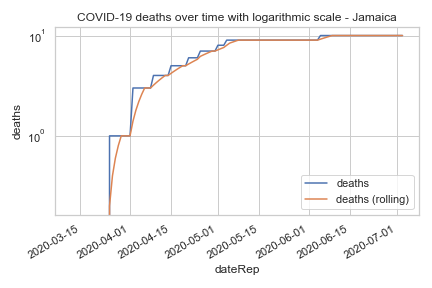 COVID-19 deaths over time with logarithmic scale - Jamaica
10¹
10⁰
deaths
deaths
deaths (rolling)
2020-03-15
2020-04-01
2020-04-15
2020-05-01
2020-05-15
2020-06-01
2020-06-15
2020-07-01
dateRep